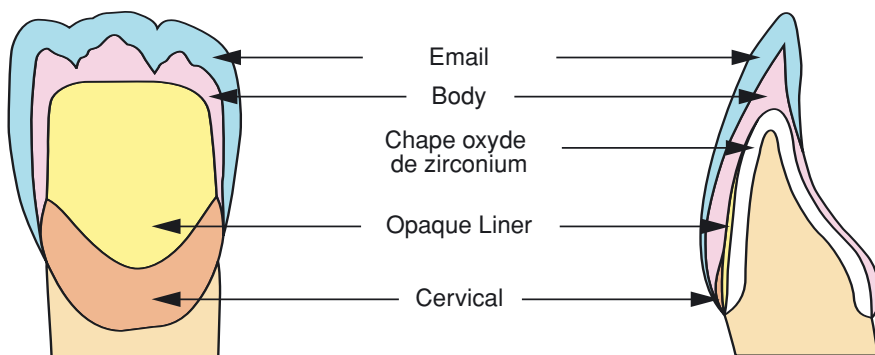 Email
Body
Chape oxyde
de zirconium
Opaque Liner
Cervical